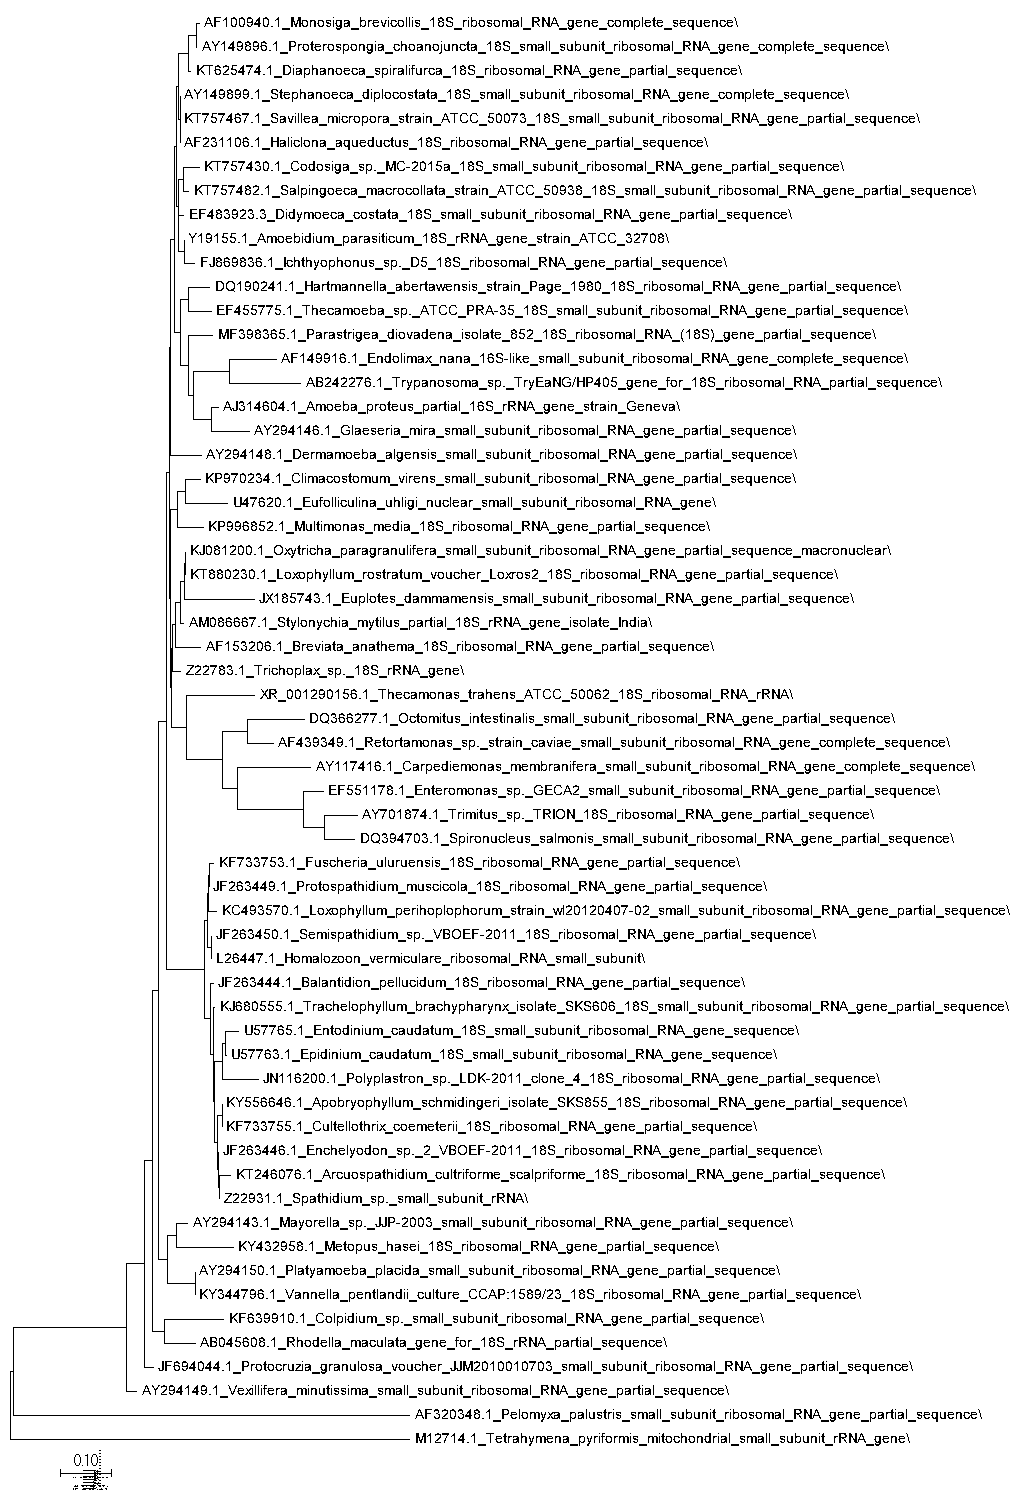 AF100940.1_Monosiga_brevicollis_18S_ribosomal_RNA_gene_complete_sequence\
AY149896.1_Proterospongia_choanojuncta_18S_small_subunit_ribosomal_RNA_gene_complete_sequence\
KT625474.1_Diaphanoeca_spiralifurca_18S_ribosomal_RNA_gene_partial_sequence\
AY149899.1_Stephanoeca_diplocostata_18S_small_subunit_ribosomal_RNA_gene_complete_sequence\
KT757467.1_Savillea_micropora_strain_ATCC_50073_18S_small_subunit_ribosomal_RNA_gene_partial_sequence\
AF231106.1_Haliclona_aqueductus_18S_ribosomal_RNA_gene_partial_sequence\
KT757430.1_Codosiga_sp._MC-2015a_18S_small_subunit_ribosomal_RNA_gene_partial_sequence\
KT757482.1_Salpingoeca_macrocollata_strain_ATCC_50938_18S_small_subunit_ribosomal_RNA_gene_partial_sequence\
EF483923.3_Didymoeca_costata_18S_small_subunit_ribosomal_RNA_gene_partial_sequence\
Y19155.1_Amoebidium_parasiticum_18S_rRNA_gene_strain_ATCC_32708\
FJ869836.1_Ichthyophonus_sp._D5_18S_ribosomal_RNA_gene_partial_sequence\
DQ190241.1_Hartmannella_abertawensis_strain_Page_1980_18S_ribosomal_RNA_gene_partial_sequence\
EF455775.1_Thecamoeba_sp._ATCC_PRA-35_18S_small_subunit_ribosomal_RNA_gene_partial_sequence\
MF398365.1_Parastrigea_diovadena_isolate_852_18S_ribosomal_RNA_(18S)_gene_partial_sequence\
AF149916.1_Endolimax_nana_16S-like_small_subunit_ribosomal_RNA_gene_complete_sequence\
AB242276.1_Trypanosoma_sp._TryEaNG/HP405_gene_for_18S_ribosomal_RNA_partial_sequence\
AJ314604.1_Amoeba_proteus_partial_16S_rRNA_gene_strain_Geneva\
AY294146.1_Glaeseria_mira_small_subunit_ribosomal_RNA_gene_partial_sequence\
AY294148.1_Dermamoeba_algensis_small_subunit_ribosomal_RNA_gene_partial_sequence\
KP970234.1_Climacostomum_virens_small_subunit_ribosomal_RNA_gene_partial_sequence\
U47620.1_Eufolliculina_uhligi_nuclear_small_subunit_ribosomal_RNA_gene\
KP996852.1_Multimonas_media_18S_ribosomal_RNA_gene_partial_sequence\
KJ081200.1_Oxytricha_paragranulifera_small_subunit_ribosomal_RNA_gene_partial_sequence_macronuclear\
KT880230.1_Loxophyllum_rostratum_voucher_Loxros2_18S_ribosomal_RNA_gene_partial_sequence\
JX185743.1_Euplotes_dammamensis_small_subunit_ribosomal_RNA_gene_partial_sequence\
AM086667.1_Stylonychia_mytilus_partial_18S_rRNA_gene_isolate_India\
AF153206.1_Breviata_anathema_18S_ribosomal_RNA_gene_partial_sequence\
Z22783.1_Trichoplax_sp._18S_rRNA_gene\
XR_001290156.1_Thecamonas_trahens_ATCC_50062_18S_ribosomal_RNA_rRNA\
DQ366277.1_Octomitus_intestinalis_small_subunit_ribosomal_RNA_gene_partial_sequence\
AF439349.1_Retortamonas_sp._strain_caviae_small_subunit_ribosomal_RNA_gene_complete_sequence\
AY117416.1_Carpediemonas_membranifera_small_subunit_ribosomal_RNA_gene_complete_sequence\
EF551178.1_Enteromonas_sp._GECA2_small_subunit_ribosomal_RNA_gene_partial_sequence\
AY701874.1_Trimitus_sp._TRION_18S_ribosomal_RNA_gene_partial_sequence\
DQ394703.1_Spironucleus_salmonis_small_subunit_ribosomal_RNA_gene_partial_sequence\
KF733753.1_Fuscheria_uluruensis_18S_ribosomal_RNA_gene_partial_sequence\
JF263449.1_Protospathidium_muscicola_18S_ribosomal_RNA_gene_partial_sequence\
KC493570.1_Loxophyllum_perihoplophorum_strain_wl20120407-02_small_subunit_ribosomal_RNA_gene_partial_sequence\
JF263450.1_Semispathidium_sp._VBOEF-2011_18S_ribosomal_RNA_gene_partial_sequence\
L26447.1_Homalozoon_vermiculare_ribosomal_RNA_small_subunit\
JF263444.1_Balantidion_pellucidum_18S_ribosomal_RNA_gene_partial_sequence\
KJ680555.1_Trachelophyllum_brachypharynx_isolate_SKS606_18S_small_subunit_ribosomal_RNA_gene_partial_sequence\
U57765.1_Entodinium_caudatum_18S_small_subunit_ribosomal_RNA_gene_sequence\
U57763.1_Epidinium_caudatum_18S_small_subunit_ribosomal_RNA_gene_sequence\
JN116200.1_Polyplastron_sp._LDK-2011_clone_4_18S_ribosomal_RNA_gene_partial_sequence\
KY556646.1_Apobryophyllum_schmidingeri_isolate_SKS855_18S_ribosomal_RNA_gene_partial_sequence\
KF733755.1_Cultellothrix_coemeterii_18S_ribosomal_RNA_gene_partial_sequence\
JF263446.1_Enchelyodon_sp._2_VBOEF-2011_18S_ribosomal_RNA_gene_partial_sequence\
KT246076.1_Arcuospathidium_cultriforme_scalpriforme_18S_ribosomal_RNA_gene_partial_sequence\
Z22931.1_Spathidium_sp._small_subunit_rRNA\
AY294143.1_Mayorella_sp._JJP-2003_small_subunit_ribosomal_RNA_gene_partial_sequence\
KY432958.1_Metopus_hasei_18S_ribosomal_RNA_gene_partial_sequence\
AY294150.1_Platyamoeba_placida_small_subunit_ribosomal_RNA_gene_partial_sequence\
KY344796.1_Vannella_pentlandii_culture_CCAP:1589/23_18S_ribosomal_RNA_gene_partial_sequence\
KF639910.1_Colpidium_sp._small_subunit_ribosomal_RNA_gene_partial_sequence\
AB045608.1_Rhodella_maculata_gene_for_18S_rRNA_partial_sequence\
JF694044.1_Protocruzia_granulosa_voucher_JJM2010010703_small_subunit_ribosomal_RNA_gene_partial_sequence\
AY294149.1_Vexillifera_minutissima_small_subunit_ribosomal_RNA_gene_partial_sequence\
AF320348.1_Pelomyxa_palustris_small_subunit_ribosomal_RNA_gene_partial_sequence\
M12714.1_Tetrahymena_pyriformis_mitochondrial_small_subunit_rRNA_gene\
0.10